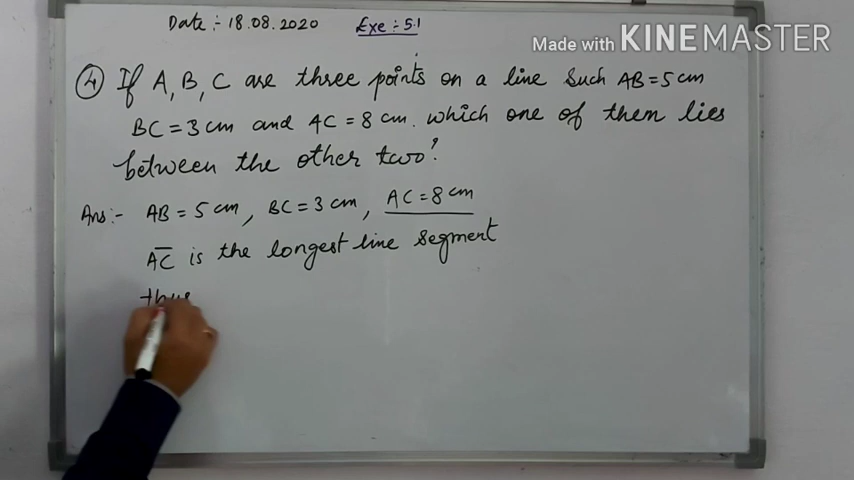 Date :- 18.08.2020 Exe :- 5.1
Made with KINEMASTER
4 If A, B, C are three points on a line such AB = 5 cm
BC = 3 cm and AC = 8 cm. which one of them lies
between the other two?
Ans :- AB = 5 cm, BC = 3 cm, AC = 8 cm
AC is the longest line segment
thus